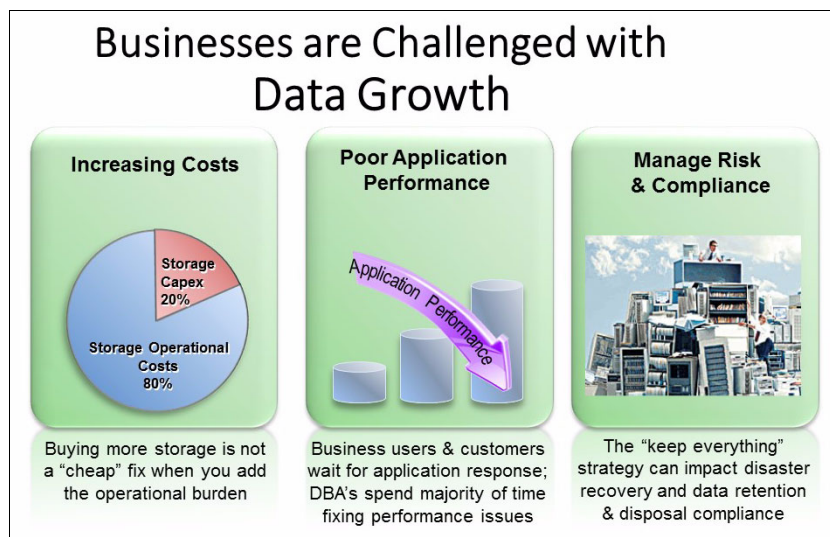 Businesses are Challenged with
Data Growth
Increasing Costs
Storage
Capex
20%
Storage Operational
Costs
80%
Buying more storage is not
a “cheap” fix when you add
the operational burden
Poor Application
Performance
Application Performance
Business users & customers
wait for application response;
DBA's spend majority of time
fixing performance issues
Manage Risk
& Compliance
The “keep everything”
strategy can impact disaster
recovery and data retention
& disposal compliance